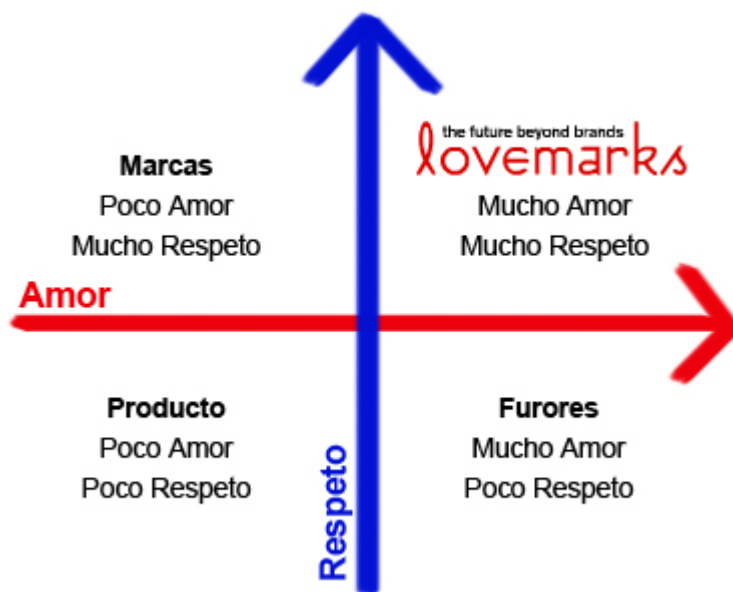 the future beyond brands
lovemarks
Marcas
Poco Amor
Mucho Respeto
Mucho Amor
Mucho Respeto
Amor
Producto
Poco Amor
Poco Respeto
Furores
Mucho Amor
Poco Respeto
Respeto